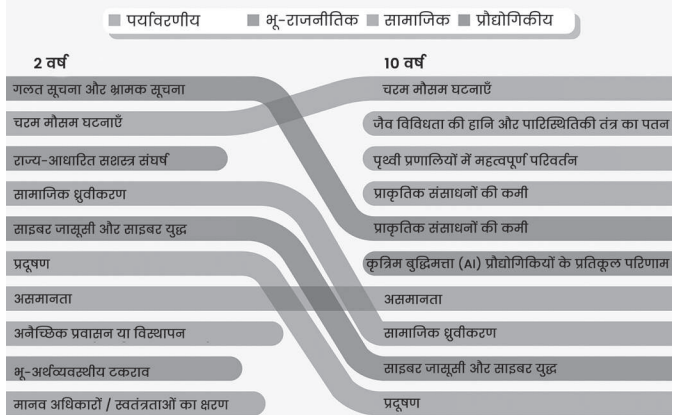 पर्यावरणीय भू-राजनीतिक सामाजिक प्रौद्योगिकीय
2 वर्ष
गलत सूचना और भ्रामक सूचना
चरम मौसम घटनाएँ
राज्य-आधारित सशस्त्र संघर्ष
सामाजिक ध्रुवीकरण
साइबर जासूसी और साइबर युद्ध
प्रदूषण
असमानता
अनैच्छिक प्रवासन या विस्थापन
भू-अर्थव्यवस्थीय टकराव
मानव अधिकारों / स्वतंत्रताओं का क्षरण
10 वर्ष
चरम मौसम घटनाएँ
जैव विविधता की हानि और पारिस्थितिकी तंत्र का पतन
पृथ्वी प्रणालियों में महत्वपूर्ण परिवर्तन
प्राकृतिक संसाधनों की कमी
प्राकृतिक संसाधनों की कमी
कृत्रिम बुद्धिमत्ता (AI) प्रौद्योगिकियों के प्रतिकूल परिणाम
असमानता
सामाजिक ध्रुवीकरण
साइबर जासूसी और साइबर युद्ध
प्रदूषण